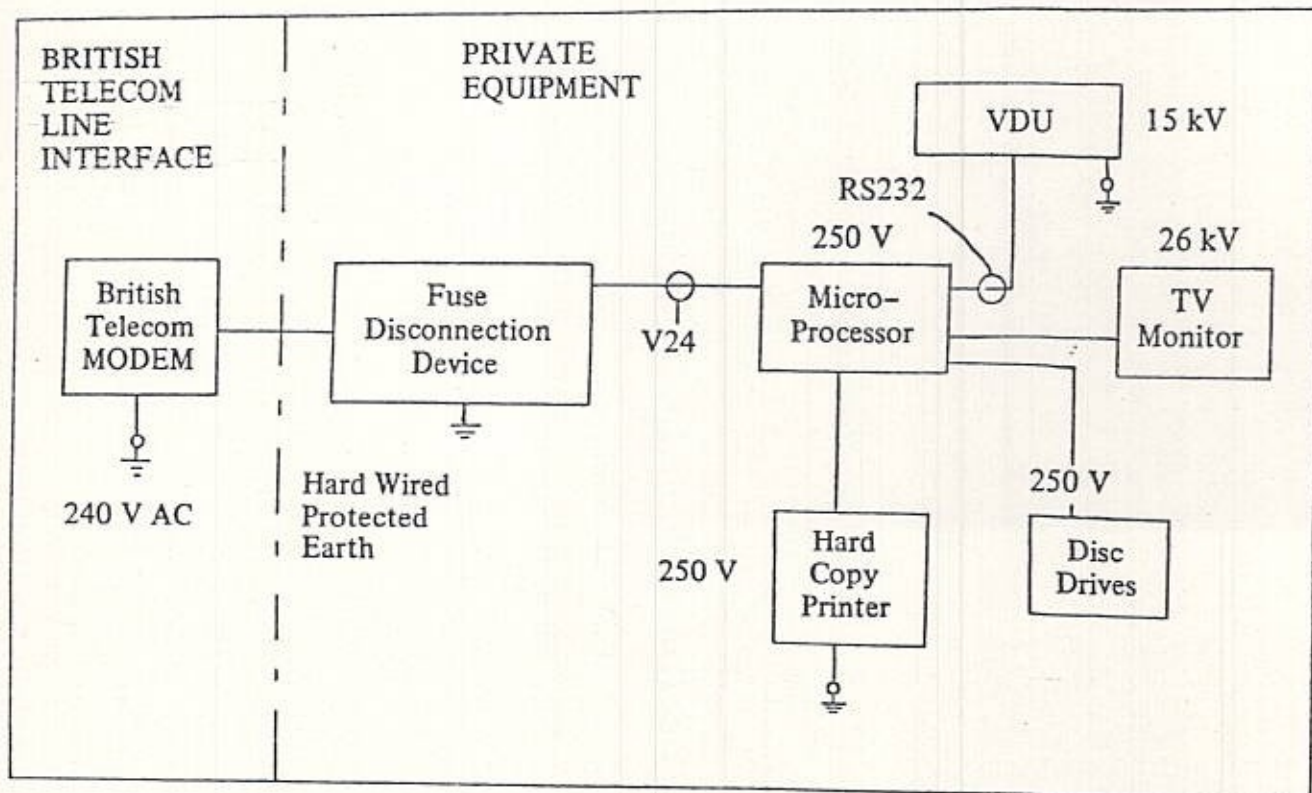 BRITISH
TELECOM
LINE
INTERFACE
PRIVATE
EQUIPMENT
VDU
15 kV
RS232
250 V
26 kV
British
Telecom
MODEM
Fuse
Disconnection
Device
V24
Micro-
Processor
TV
Monitor
240 V AC
Hard Wired
Protected
Earth
250 V
Hard
Copy
Printer
250 V
Disc
Drives